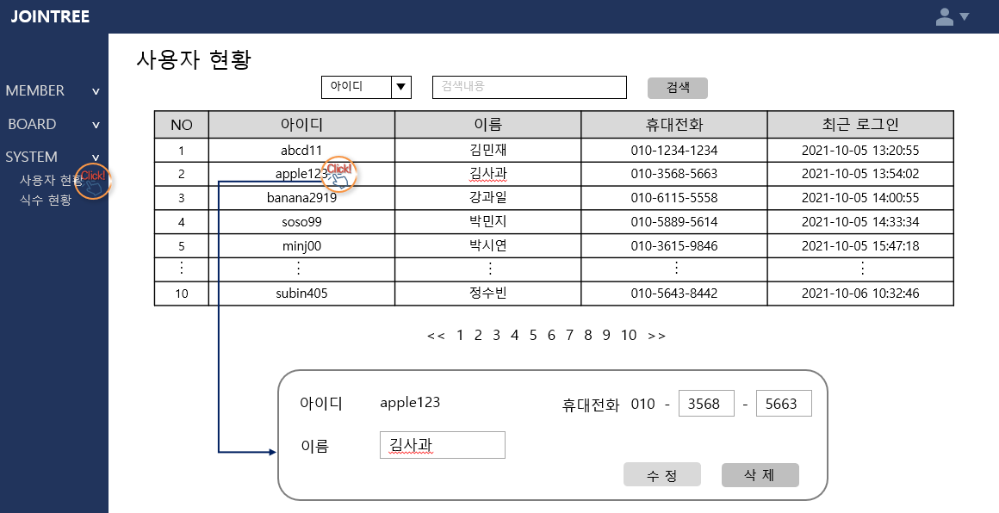 JOINTREE
사용자 현황
아이디 ▼ 검색내용 검색
MEMBER v
BOARD v
SYSTEM v
사용자 현황 Click!
식수 현황
NO 아이디 이름 휴대전화 최근 로그인
1 abcd11 김민재 010-1234-1234 2021-10-05 13:20:55
2 apple123 Click! 김사과 010-3568-5663 2021-10-05 13:54:02
3 banana2919 강과일 010-6115-5558 2021-10-05 14:00:55
4 soso99 박민지 010-5889-5614 2021-10-05 14:33:34
5 minj00 박시연 010-3615-9846 2021-10-05 15:47:18
⋮ ⋮ ⋮ ⋮ ⋮
10 subin405 정수빈 010-5643-8442 2021-10-06 10:32:46
<< 1 2 3 4 5 6 7 8 9 10 >>
아이디 apple123 휴대전화 010 - 3568 - 5663
이름 김사과
수 정 삭 제